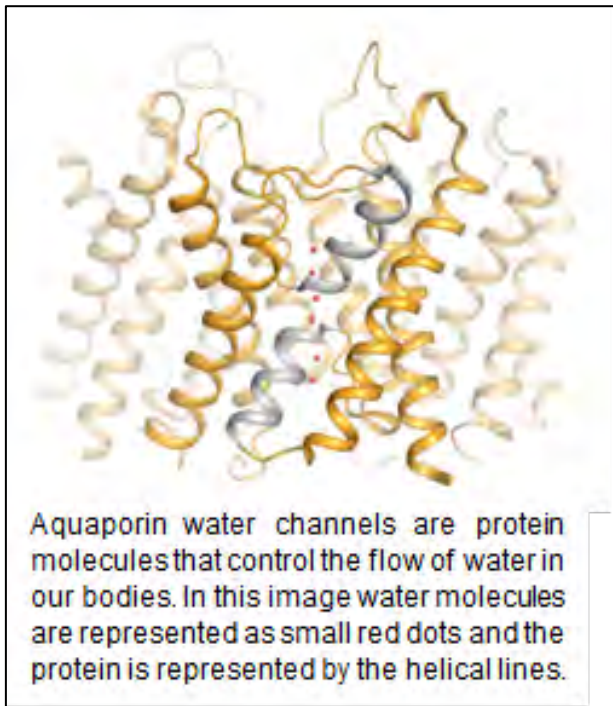 Aquaporin water channels are protein
molecules that control the flow of water in
our bodies. In this image water molecules
are represented as small red dots and the
protein is represented by the helical lines.